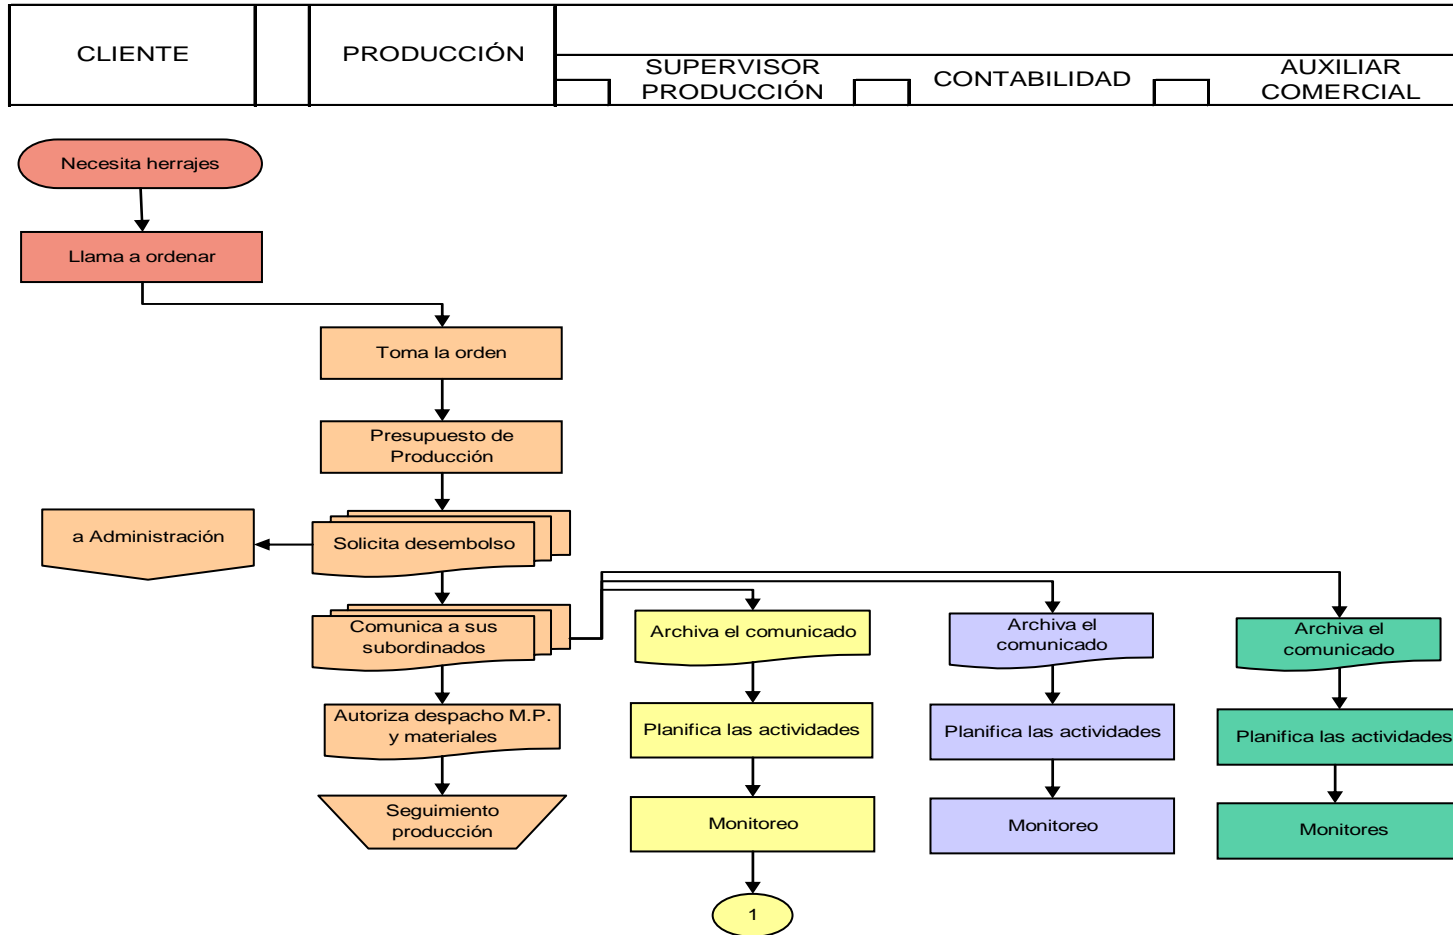 CLIENTE
PRODUCCIÓN
SUPERVISOR
PRODUCCIÓN
CONTABILIDAD
AUXILIAR
COMERCIAL
Necesita herrajes
Llama a ordenar
Toma la orden
Presupuesto de
Producción
a Administración
Solicita desembolso
Comunica a sus
subordinados
Archiva el comunicado
Archiva el
comunicado
Archiva el
comunicado
Autoriza despacho M.P.
y materiales
Planifica las actividades
Planifica las actividades
Planifica las actividades
Seguimiento
producción
Monitoreo
Monitoreo
Monitores
1